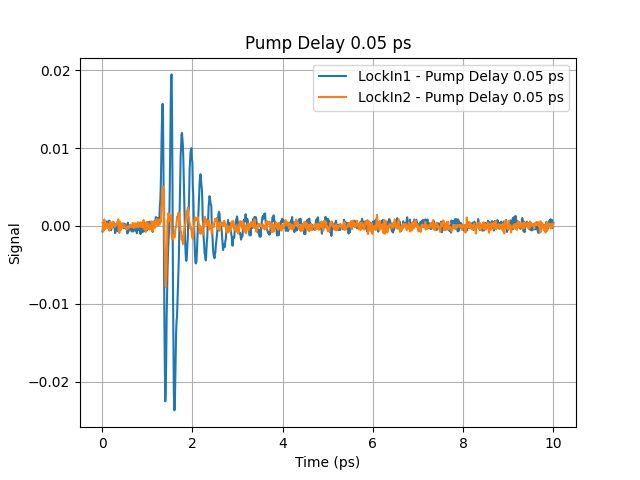 Pump Delay 0.05 ps
LockIn1 - Pump Delay 0.05 ps
LockIn2 - Pump Delay 0.05 ps
0.02
0.01
0.00
−0.01
−0.02
Signal
0 2 4 6 8 10
Time (ps)